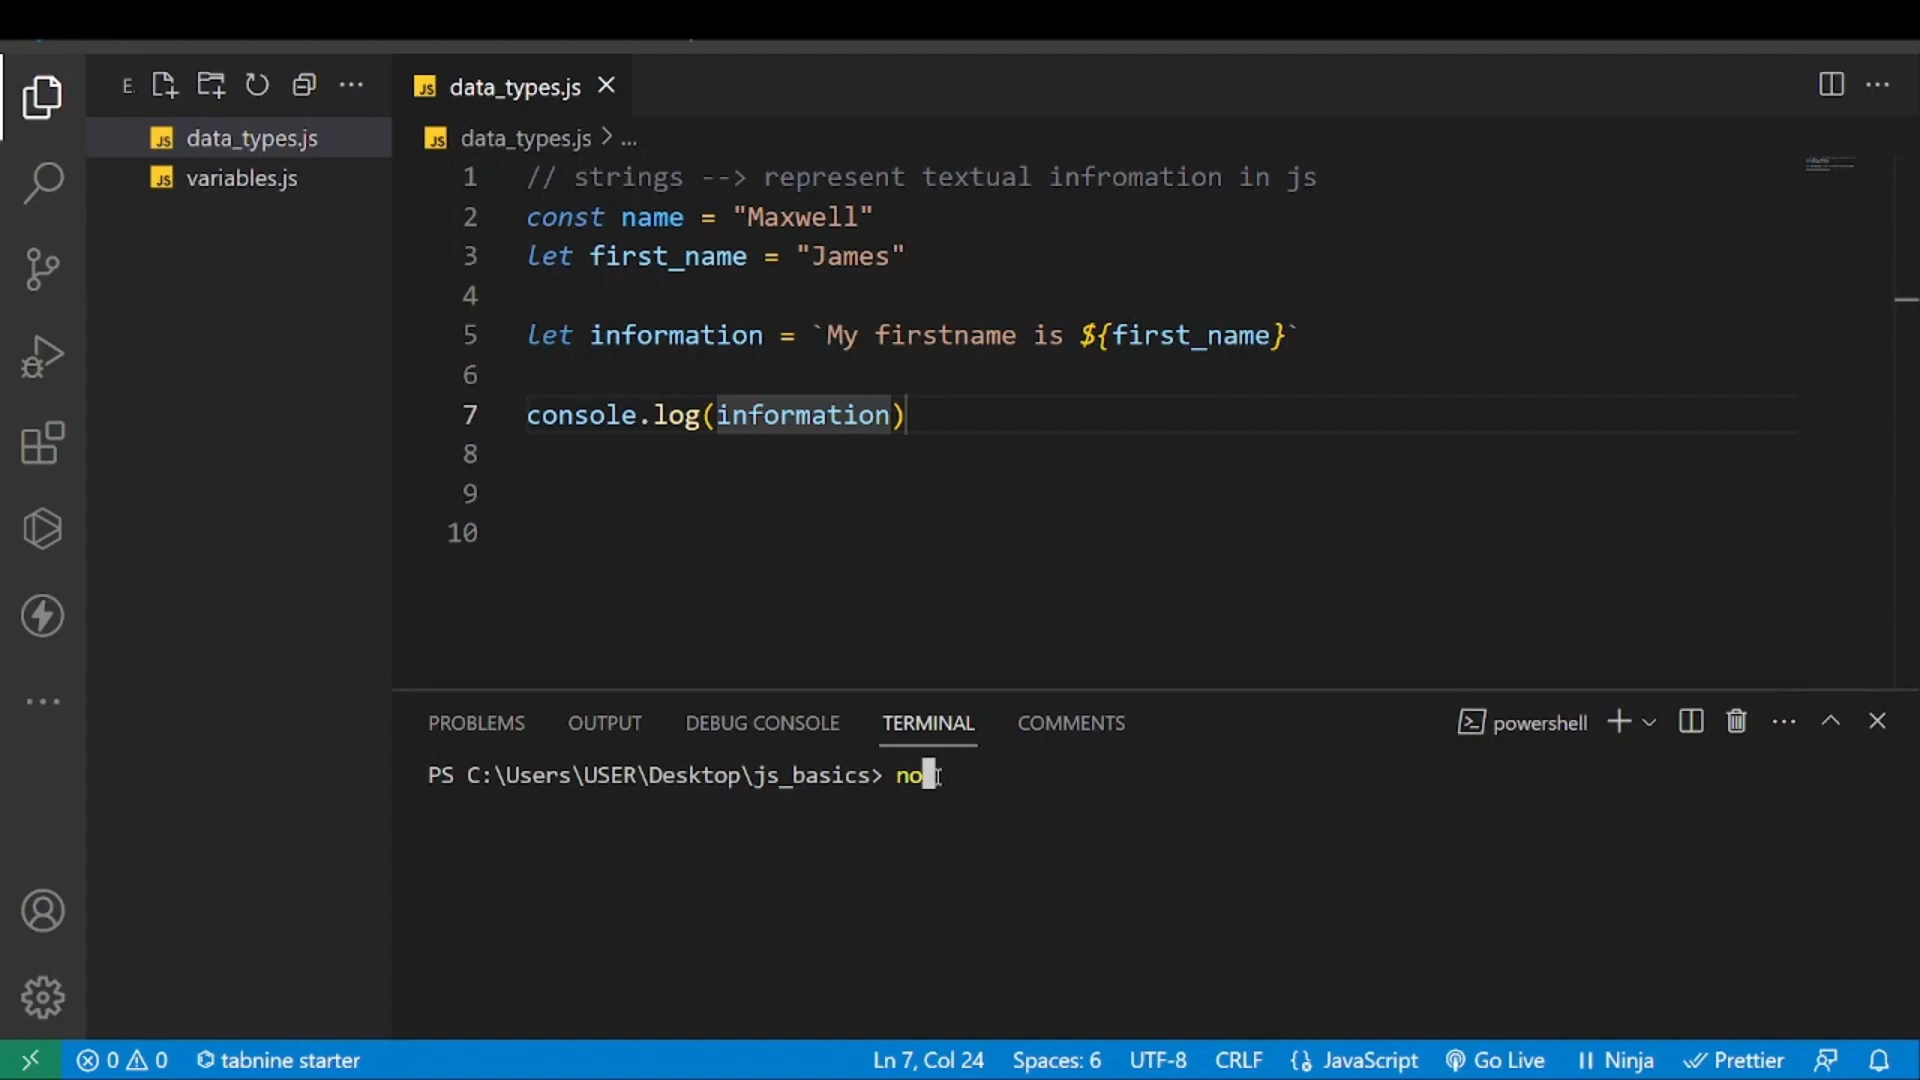 E.
data_types.js
variables.js
data_types.js
data_types.js > ...
1 // strings --> represent textual infromation in js
2 const name = "Maxwell"
3 let first_name = "James"
4
5 let information = `My firstname is ${first_name}`
6
7 console.log(information)
8
9
10
PROBLEMS OUTPUT DEBUG CONSOLE TERMINAL COMMENTS powershell
PS C:\Users\USER\Desktop\js_basics> no
0 0 tabnine starter Ln 7, Col 24 Spaces: 6 UTF-8 CRLF JavaScript Go Live Ninja Prettier